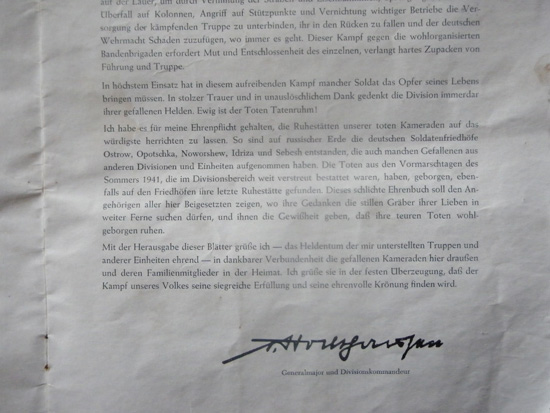 auf der Lauer, um durch Vernichtung der Straßen und
Überfall auf Kolonnen, Angriff auf Stützpunkte und Vernichtung wichtiger Betriebe die Ver-
sorgung der kämpfenden Truppe zu unterbinden, ihr in den Rücken zu fallen und der deutschen
Wehrmacht Schaden zuzufügen, wo immer es geht. Dieser Kampf gegen die wohlorganisierten
Bandenbrigaden erfordert Mut und Entschlossenheit des einzelnen, verlangt hartes Zupacken von
Führung und Truppe.
In höchstem Einsatz hat in diesem aufreibenden Kampf mancher Soldat das Opfer seines Lebens
bringen müssen. In stolzer Trauer und in unauslöschlichem Dank gedenkt die Division immerdar
ihrer gefallenen Helden. Ewig ist der Toten Tatenruhm!
Ich habe es für meine Ehrenpflicht gehalten, die Ruhestätten unserer toten Kameraden auf das
würdigste herrichten zu lassen. So sind auf russischer Erde die deutschen Soldatenfriedhöfe
Ostrow, Opotschka, Noworshew, Idriza und Sebesh entstanden, die auch manchen Gefallenen aus
anderen Divisionen und Einheiten aufgenommen haben. Die Toten aus den Vormarschtagen des
Sommers 1941, die im Divisionsbereich weit verstreut bestattet waren, haben, geborgen, eben-
falls auf den Friedhöfen ihre letzte Ruhestätte gefunden. Dieses schlichte Ehrenbuch soll den An-
gehörigen aller hier Beigesetzten zeigen, wo ihre Gedanken die stillen Gräber ihrer Lieben in
weiter Ferne suchen dürfen, und ihnen die Gewißheit geben, daß ihre teuren Toten wohl-
geborgen ruhen.
Mit der Herausgabe dieser Blätter grüße ich — das Heldentum der mir unterstellten Truppen und
anderer Einheiten ehrend — in dankbarer Verbundenheit die gefallenen Kameraden hier draußen
und deren Familienmitglieder in der Heimat. Ich grüße sie in der festen Überzeugung, daß der
Kampf unseres Volkes seine siegreiche Erfüllung und seine ehrenvolle Krönung finden wird.
Generalmajor und Divisionskommandeur